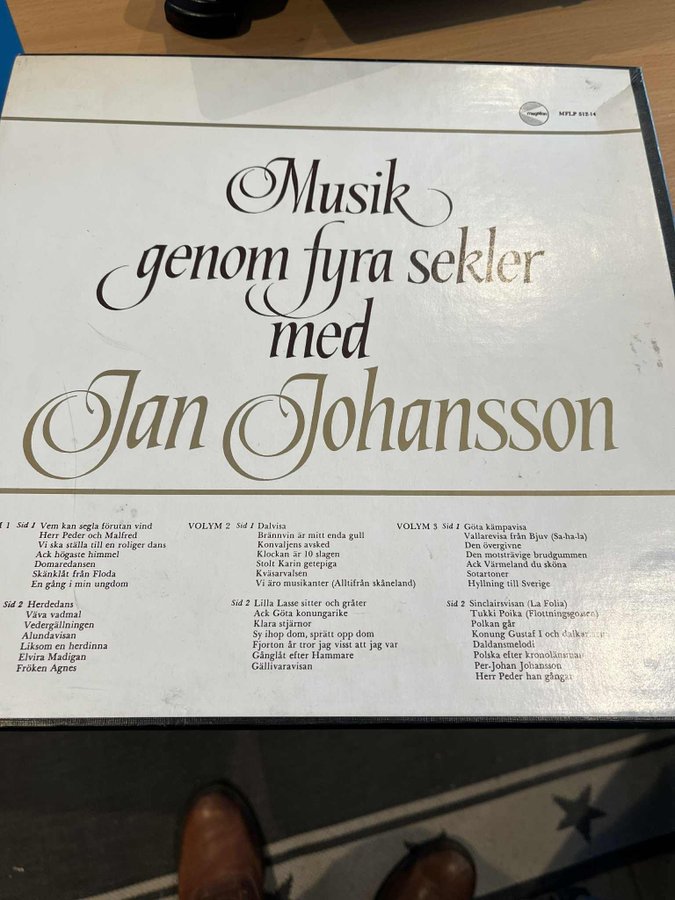 megafon
MFLP S12-14
Musik
genom fyra sekler
med
Jan Johansson
1 Sid 1 Vem kan segla förutan vind
Herr Peder och Malfred
Vi ska ställa till en roliger dans
Ack högaste himmel
Domaredansen
Skänklåt från Floda
En gång i min ungdom
Sid 2 Herdedans
Väva vadmal
Vedergällningen
Alundavisan
Liksom en herdinna
Elvira Madigan
Fröken Agnes
VOLYM 2 Sid 1 Dalvisa
Brännvin är mitt enda gull
Konvaljens avsked
Klockan är 10 slagen
Stolt Karin getepiga
Kväsarvalsen
Vi äro musikanter (Alltifrån skåneland)
Sid 2 Lilla Lasse sitter och gråter
Ack Göta konungarike
Klara stjärnor
Sy ihop dom, sprätt opp dom
Fjorton år tror jag visst att jag var
Gånglåt efter Hammare
Gällivaravisan
VOLYM 3 Sid 1 Göta kämpavisa
Vallarevisa från Bjuv (Sa-ha-la)
Den övergivne
Den motsträvige brudgummen
Ack Värmeland du sköna
Sotartoner
Hyllning till Sverige
Sid 2 Sinclairsvisan (La Folia)
Tukki Poika (Flottningsgossen)
Polkan går
Konung Gustaf I och dalkararna
Daldansmelodi
Polska efter kronolänsman
Per-Johan Johansson
Herr Peder han gångar